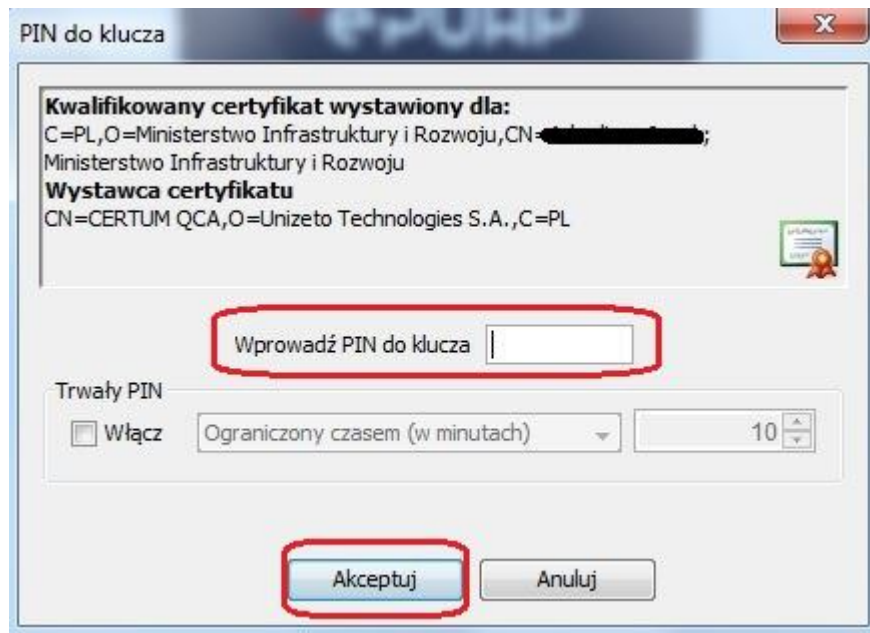 ePUAP
PIN do klucza
Kwalifikowany certyfikat wystawiony dla:
C=PL,O=Ministerstwo Infrastruktury i Rozwoju,CN= ;
Ministerstwo Infrastruktury i Rozwoju
Wystawca certyfikatu
CN=CERTUM QCA,O=Unizeto Technologies S.A.,C=PL
Wprowadź PIN do klucza
Trwały PIN
Włącz
Ograniczony czasem (w minutach)
10
Akceptuj
Anuluj